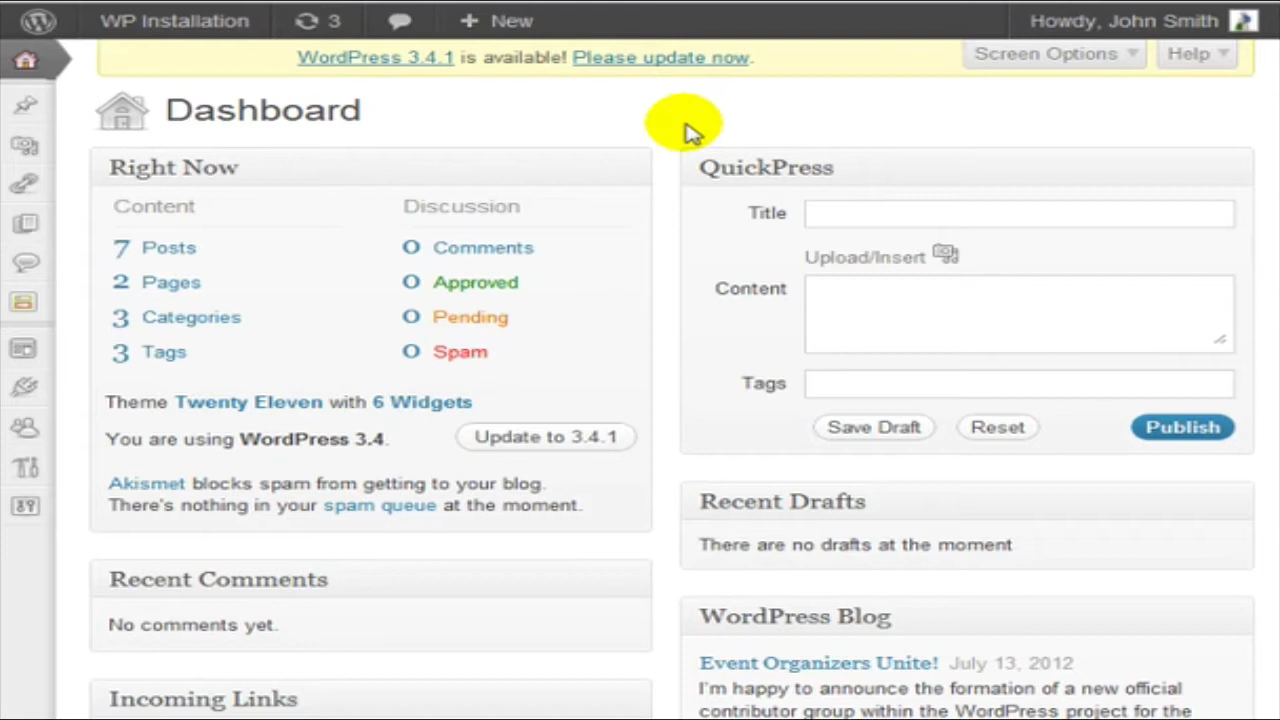 WP Installation 3 + New Howdy, John Smith
WordPress 3.4.1 is available! Please update now.
Screen Options Help
Dashboard
Right Now
Content Discussion
7 Posts 0 Comments
2 Pages 0 Approved
3 Categories 0 Pending
3 Tags 0 Spam
Theme Twenty Eleven with 6 Widgets
You are using WordPress 3.4. Update to 3.4.1
Akismet blocks spam from getting to your blog.
There's nothing in your spam queue at the moment.
Recent Comments
No comments yet.
Incoming Links
QuickPress
Title
Upload/Insert
Content
Tags
Save Draft Reset Publish
Recent Drafts
There are no drafts at the moment
WordPress Blog
Event Organizers Unite! July 13, 2012
I'm happy to announce the formation of a new official
contributor group within the WordPress project for the